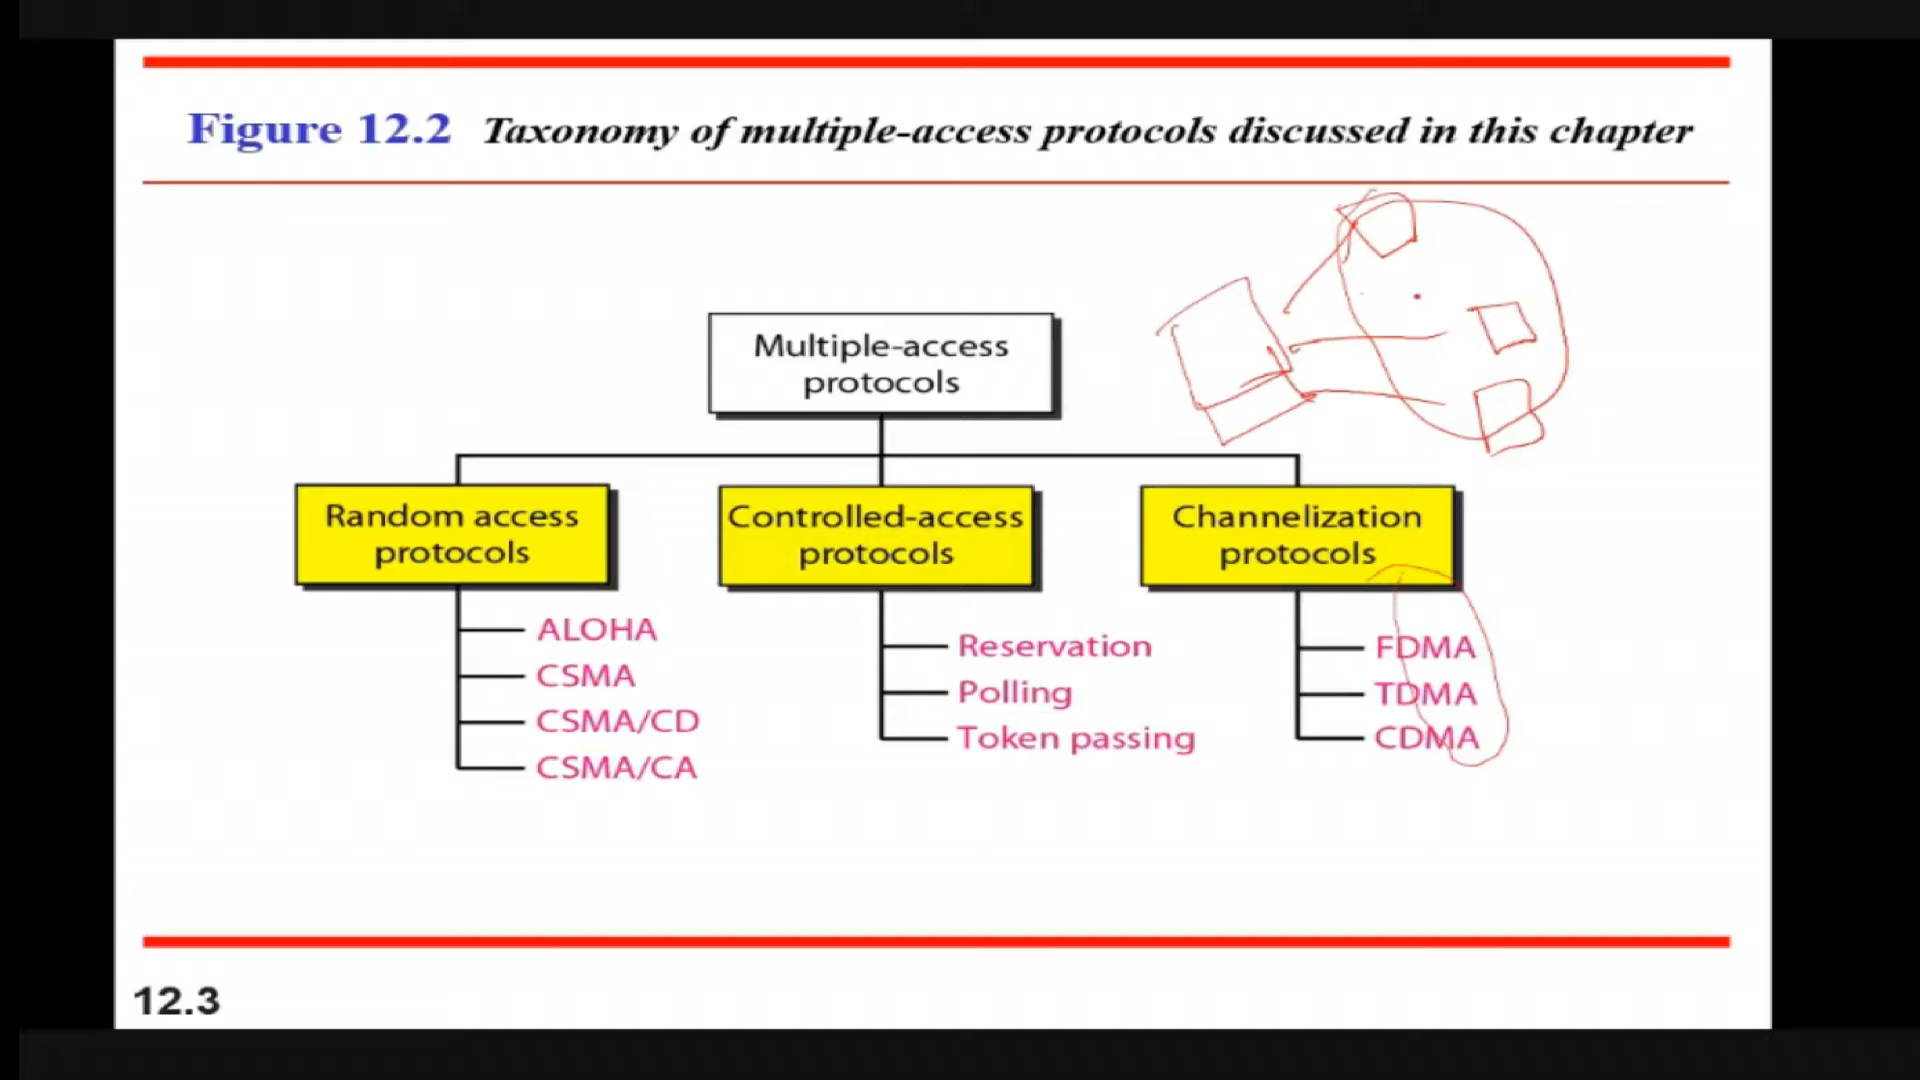 Figure 12.2 Taxonomy of multiple-access protocols discussed in this chapter
Multiple-access
protocols
Random access
protocols
ALOHA
CSMA
CSMA/CD
CSMA/CA
Controlled-access
protocols
Reservation
Polling
Token passing
Channelization
protocols
FDMA
TDMA
CDMA
12.3